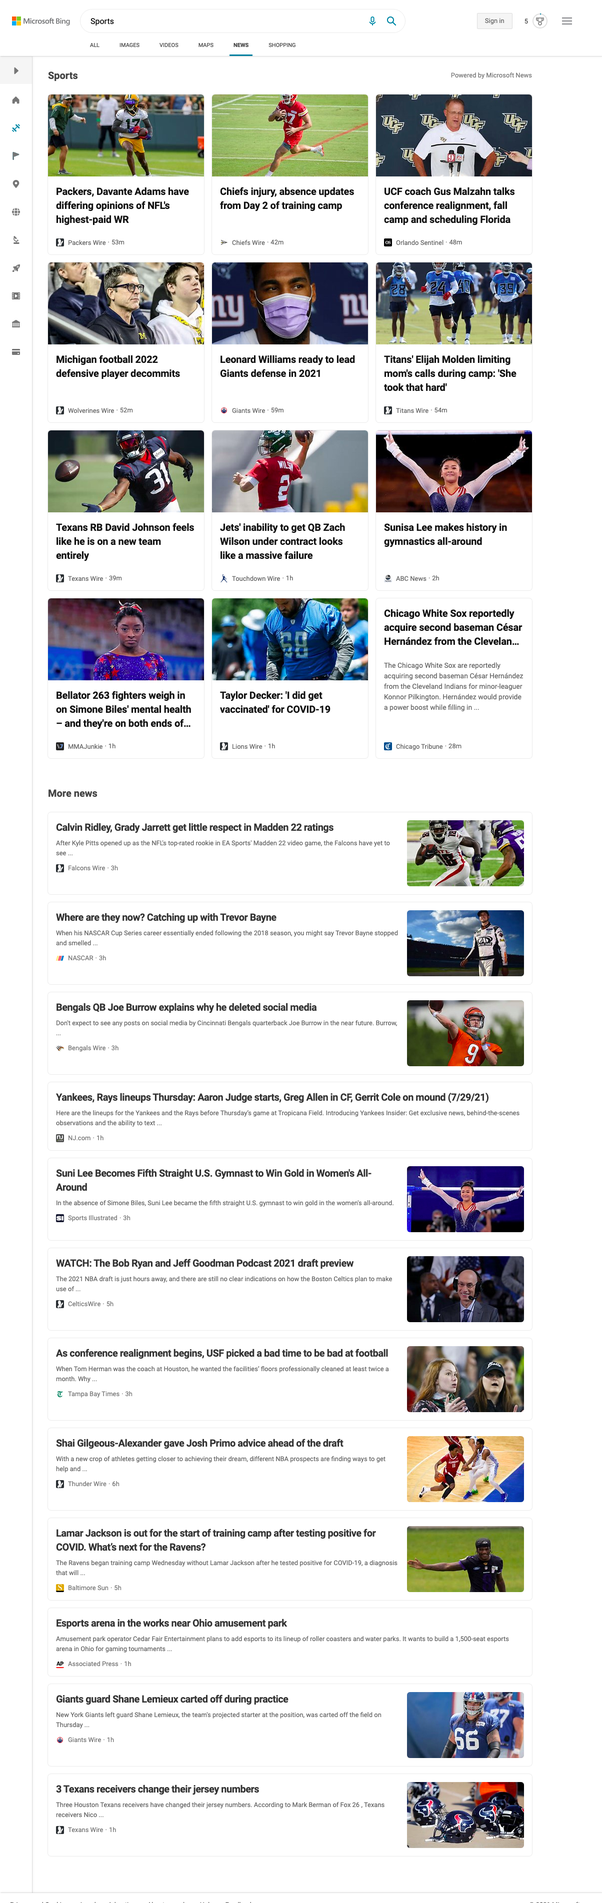 Microsoft Bing
Sports
Sign in
5
ALL
IMAGES
VIDEOS
MAPS
NEWS
SHOPPING
Sports
Powered by Microsoft News
Packers, Davante Adams have
differing opinions of NFL's
highest-paid WR
Packers Wire · 53m
Chiefs injury, absence updates
from Day 2 of training camp
Chiefs Wire · 42m
UCF coach Gus Malzahn talks
conference realignment, fall
camp and scheduling Florida
Orlando Sentinel · 48m
Michigan football 2022
defensive player decommits
Wolverines Wire · 52m
Leonard Williams ready to lead
Giants defense in 2021
Giants Wire · 59m
Titans' Elijah Molden limiting
mom's calls during camp: 'She
took that hard'
Titans Wire · 54m
Texans RB David Johnson feels
like he is on a new team
entirely
Texans Wire · 39m
Jets' inability to get QB Zach
Wilson under contract looks
like a massive failure
Touchdown Wire · 1h
Sunisa Lee makes history in
gymnastics all-around
ABC News · 2h
Bellator 263 fighters weigh in
on Simone Biles' mental health
– and they're on both ends of...
MMAJunkie · 1h
Taylor Decker: 'I did get
vaccinated' for COVID-19
Lions Wire · 1h
Chicago White Sox reportedly
acquire second baseman César
Hernández from the Clevelan...
The Chicago White Sox are reportedly
acquiring second baseman César Hernández
from the Cleveland Indians for minor-leaguer
Konnor Pilkington. Hernández would provide
a power boost while filling in ...
Chicago Tribune · 28m
More news
Calvin Ridley, Grady Jarrett get little respect in Madden 22 ratings
After Kyle Pitts opened up as the NFL's top-rated rookie in EA Sports' Madden 22 video game, the Falcons have yet to
see ...
Falcons Wire · 3h
Where are they now? Catching up with Trevor Bayne
When his NASCAR Cup Series career essentially ended following the 2018 season, you might say Trevor Bayne stopped
and smelled ...
NASCAR · 3h
Bengals QB Joe Burrow explains why he deleted social media
Don't expect to see any posts on social media by Cincinnati Bengals quarterback Joe Burrow in the near future. Burrow,
...
Bengals Wire · 3h
Yankees, Rays lineups Thursday: Aaron Judge starts, Greg Allen in CF, Gerrit Cole on mound (7/29/21)
Here are the lineups for the Yankees and the Rays before Thursday's game at Tropicana Field. Introducing Yankees Insider: Get exclusive news, behind-the-scenes
observations and the ability to text ...
NJ.com · 1h
Suni Lee Becomes Fifth Straight U.S. Gymnast to Win Gold in Women's All-
Around
In the absence of Simone Biles, Suni Lee became the fifth straight U.S. gymnast to win gold in the women's all-around.
Sports Illustrated · 3h
WATCH: The Bob Ryan and Jeff Goodman Podcast 2021 draft preview
The 2021 NBA draft is just hours away, and there are still no clear indications on how the Boston Celtics plan to make
use of ...
CelticsWire · 5h
As conference realignment begins, USF picked a bad time to be bad at football
When Tom Herman was the coach at Houston, he wanted the facilities' floors professionally cleaned at least twice a
month. Why ...
Tampa Bay Times · 3h
Shai Gilgeous-Alexander gave Josh Primo advice ahead of the draft
With a new crop of athletes getting closer to achieving their dream, different NBA prospects are finding ways to get
help and ...
Thunder Wire · 6h
Lamar Jackson is out for the start of training camp after testing positive for
COVID. What's next for the Ravens?
The Ravens began training camp Wednesday without Lamar Jackson after he tested positive for COVID-19, a diagnosis
that will ...
Baltimore Sun · 5h
Esports arena in the works near Ohio amusement park
Amusement park operator Cedar Fair Entertainment plans to add esports to its lineup of roller coasters and water parks. It wants to build a 1,500-seat esports
arena in Ohio for gaming tournaments ...
Associated Press · 1h
Giants guard Shane Lemieux carted off during practice
New York Giants left guard Shane Lemieux, the team's projected starter at the position, was carted off the field on
Thursday ...
Giants Wire · 1h
3 Texans receivers change their jersey numbers
Three Houston Texans receivers have changed their jersey numbers. According to Mark Berman of Fox 26 , Texans
receivers Nico ...
Texans Wire · 1h